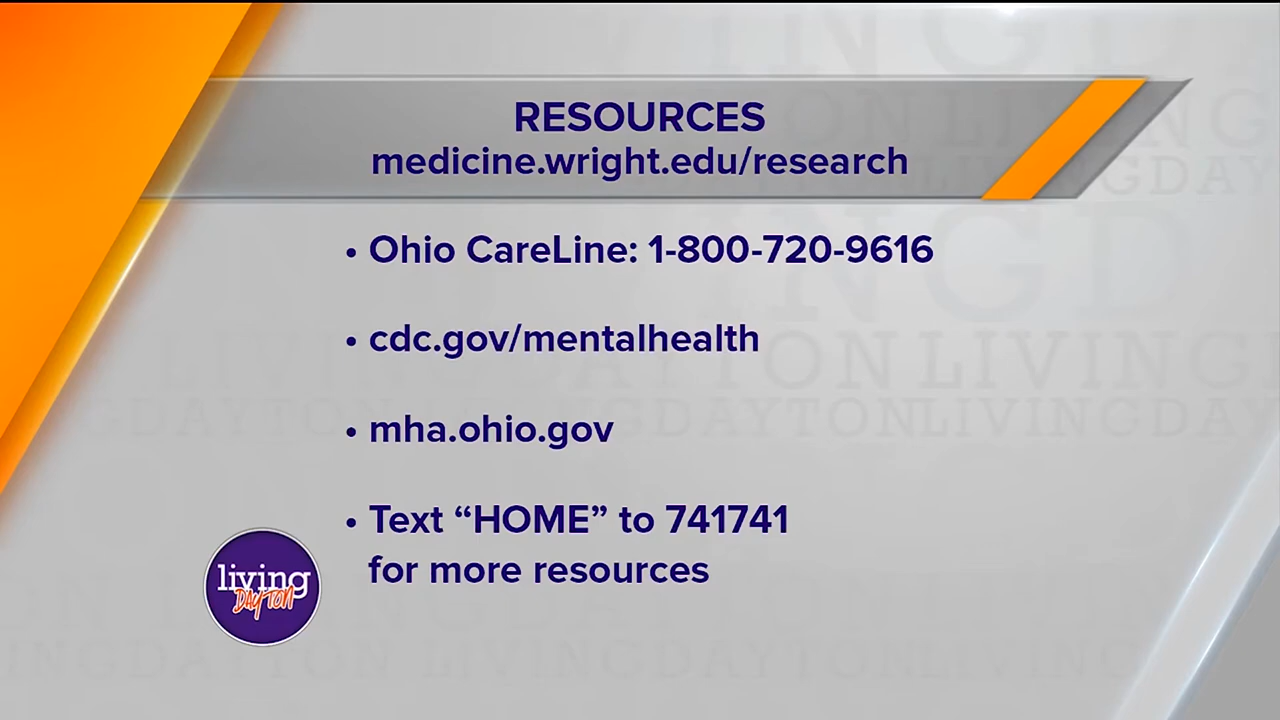 RESOURCES
medicine.wright.edu/research
• Ohio CareLine: 1-800-720-9616
• cdc.gov/mentalhealth
• mha.ohio.gov
• Text “HOME” to 741741
for more resources
living
DAYTON